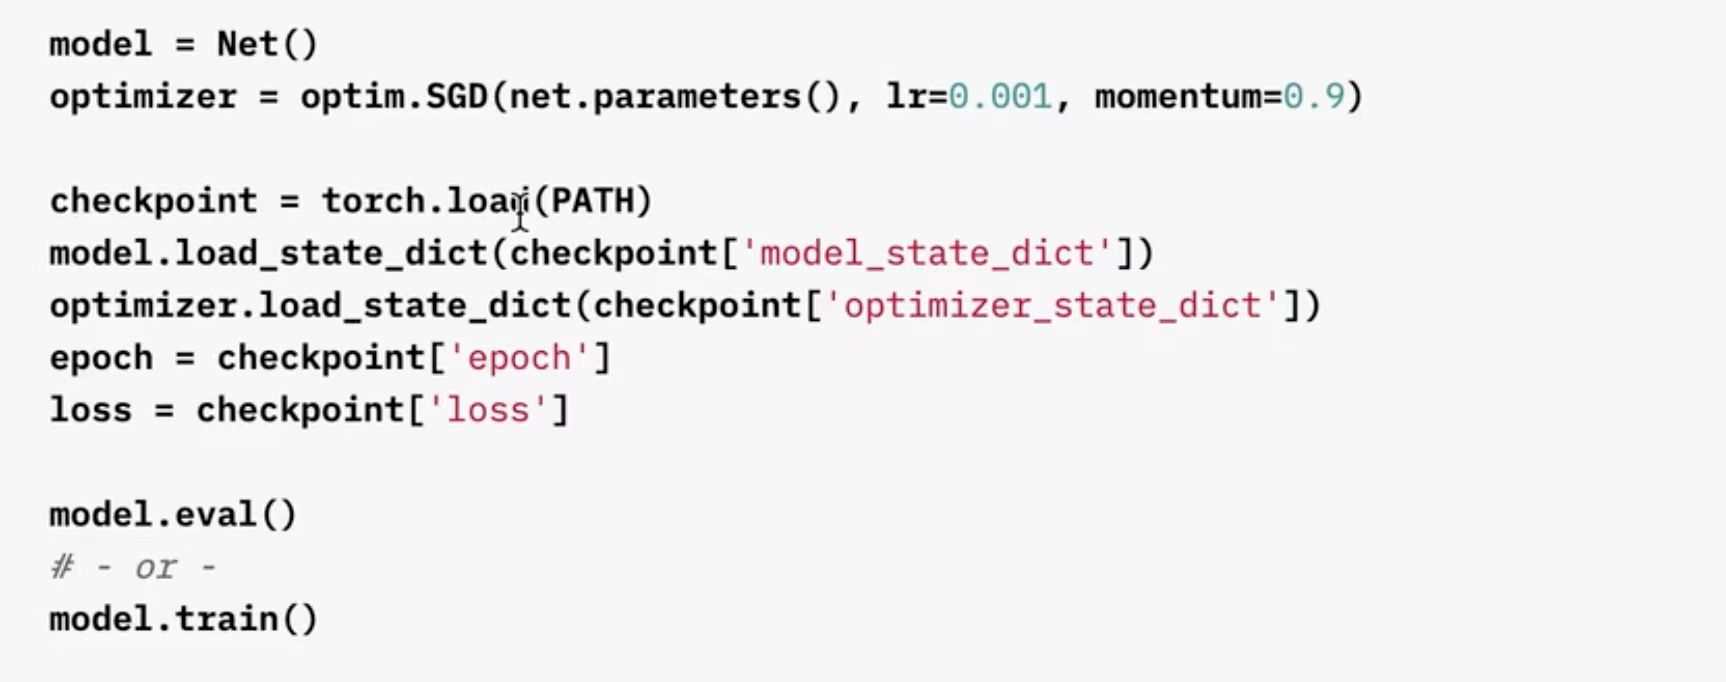 model = Net()
optimizer = optim.SGD(net.parameters(), lr=0.001, momentum=0.9)
checkpoint = torch.load(PATH)
model.load_state_dict(checkpoint['model_state_dict'])
optimizer.load_state_dict(checkpoint['optimizer_state_dict'])
epoch = checkpoint['epoch']
loss = checkpoint['loss']
model.eval()
# - or -
model.train()